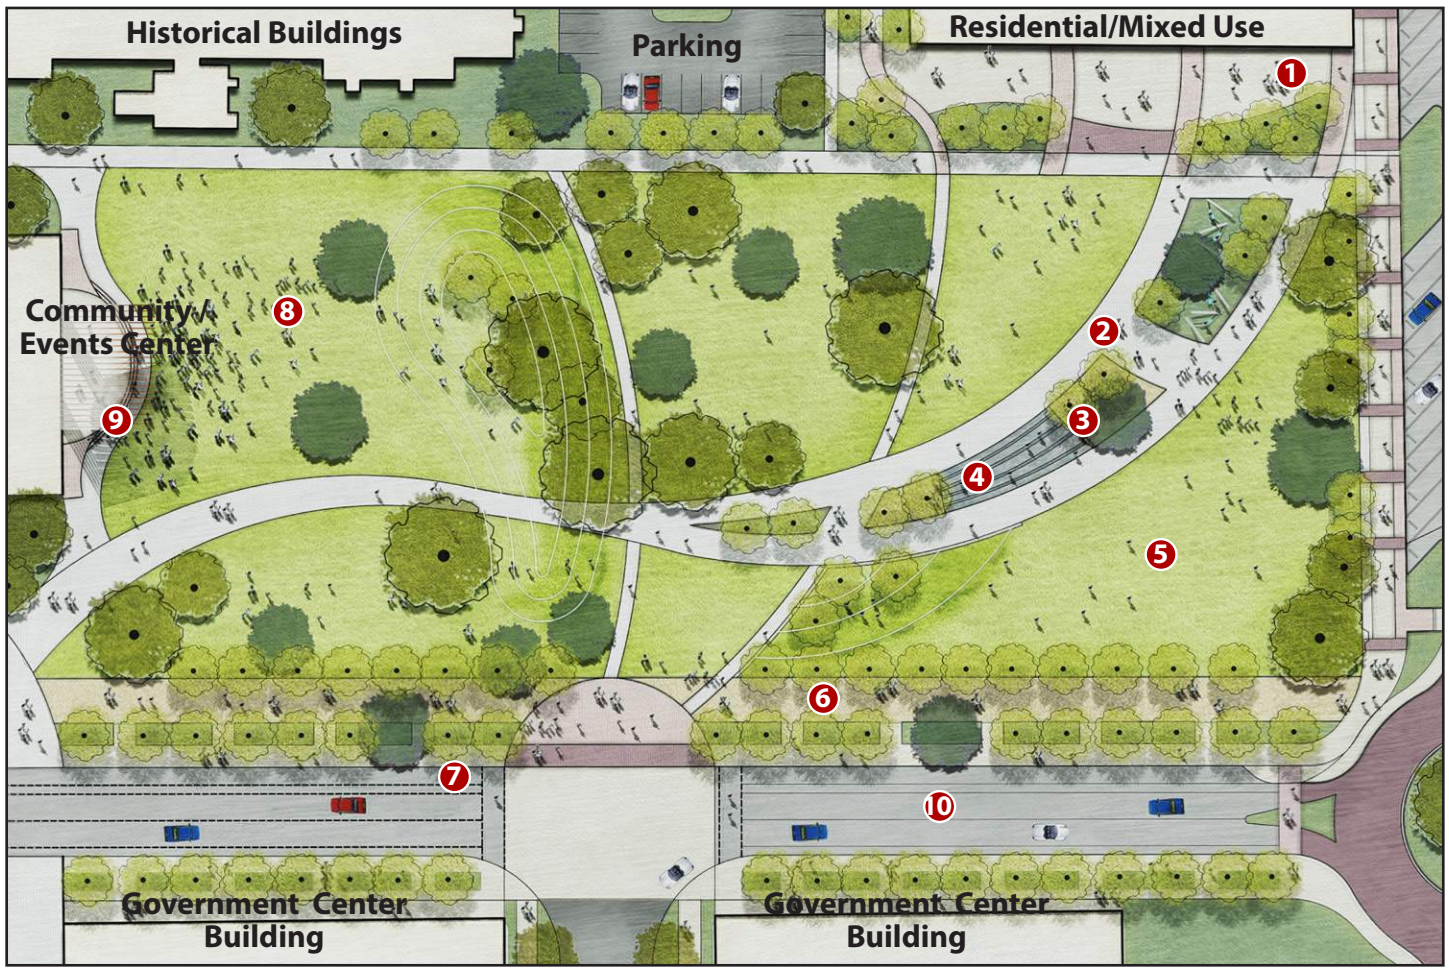 Historical Buildings
Parking
Residential/Mixed Use
1
Community /
Events Center
8
2
9
3
4
5
6
7
10
Government Center
Building
Government Center
Building